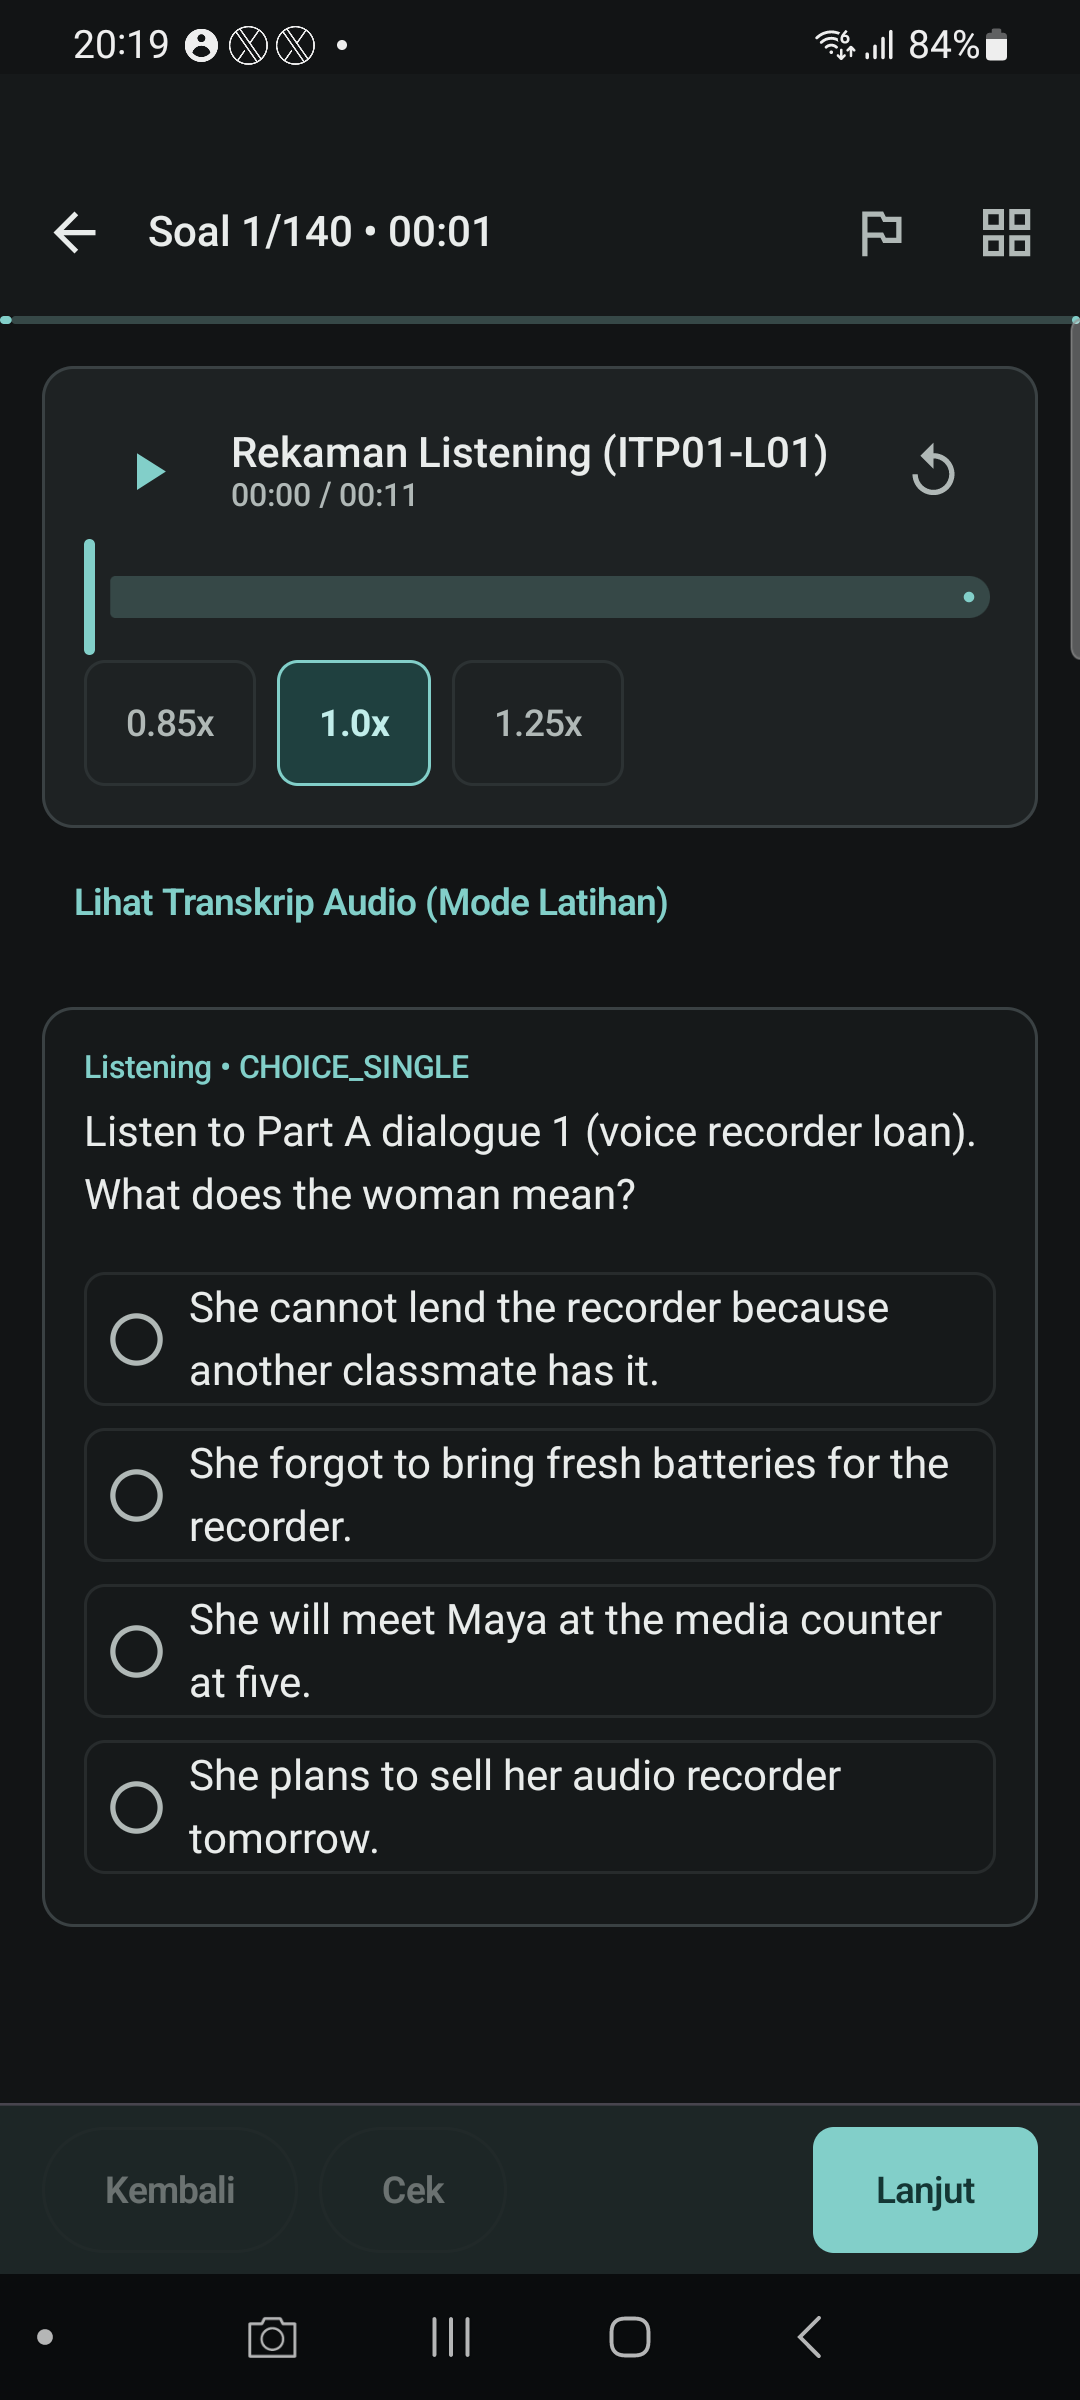 20:19
84%
Soal 1/140 • 00:01
Rekaman Listening (ITP01-L01)
00:00 / 00:11
0.85x
1.0x
1.25x
Lihat Transkrip Audio (Mode Latihan)
Listening • CHOICE_SINGLE
Listen to Part A dialogue 1 (voice recorder loan).
What does the woman mean?
She cannot lend the recorder because
another classmate has it.
She forgot to bring fresh batteries for the
recorder.
She will meet Maya at the media counter
at five.
She plans to sell her audio recorder
tomorrow.
Kembali
Cek
Lanjut